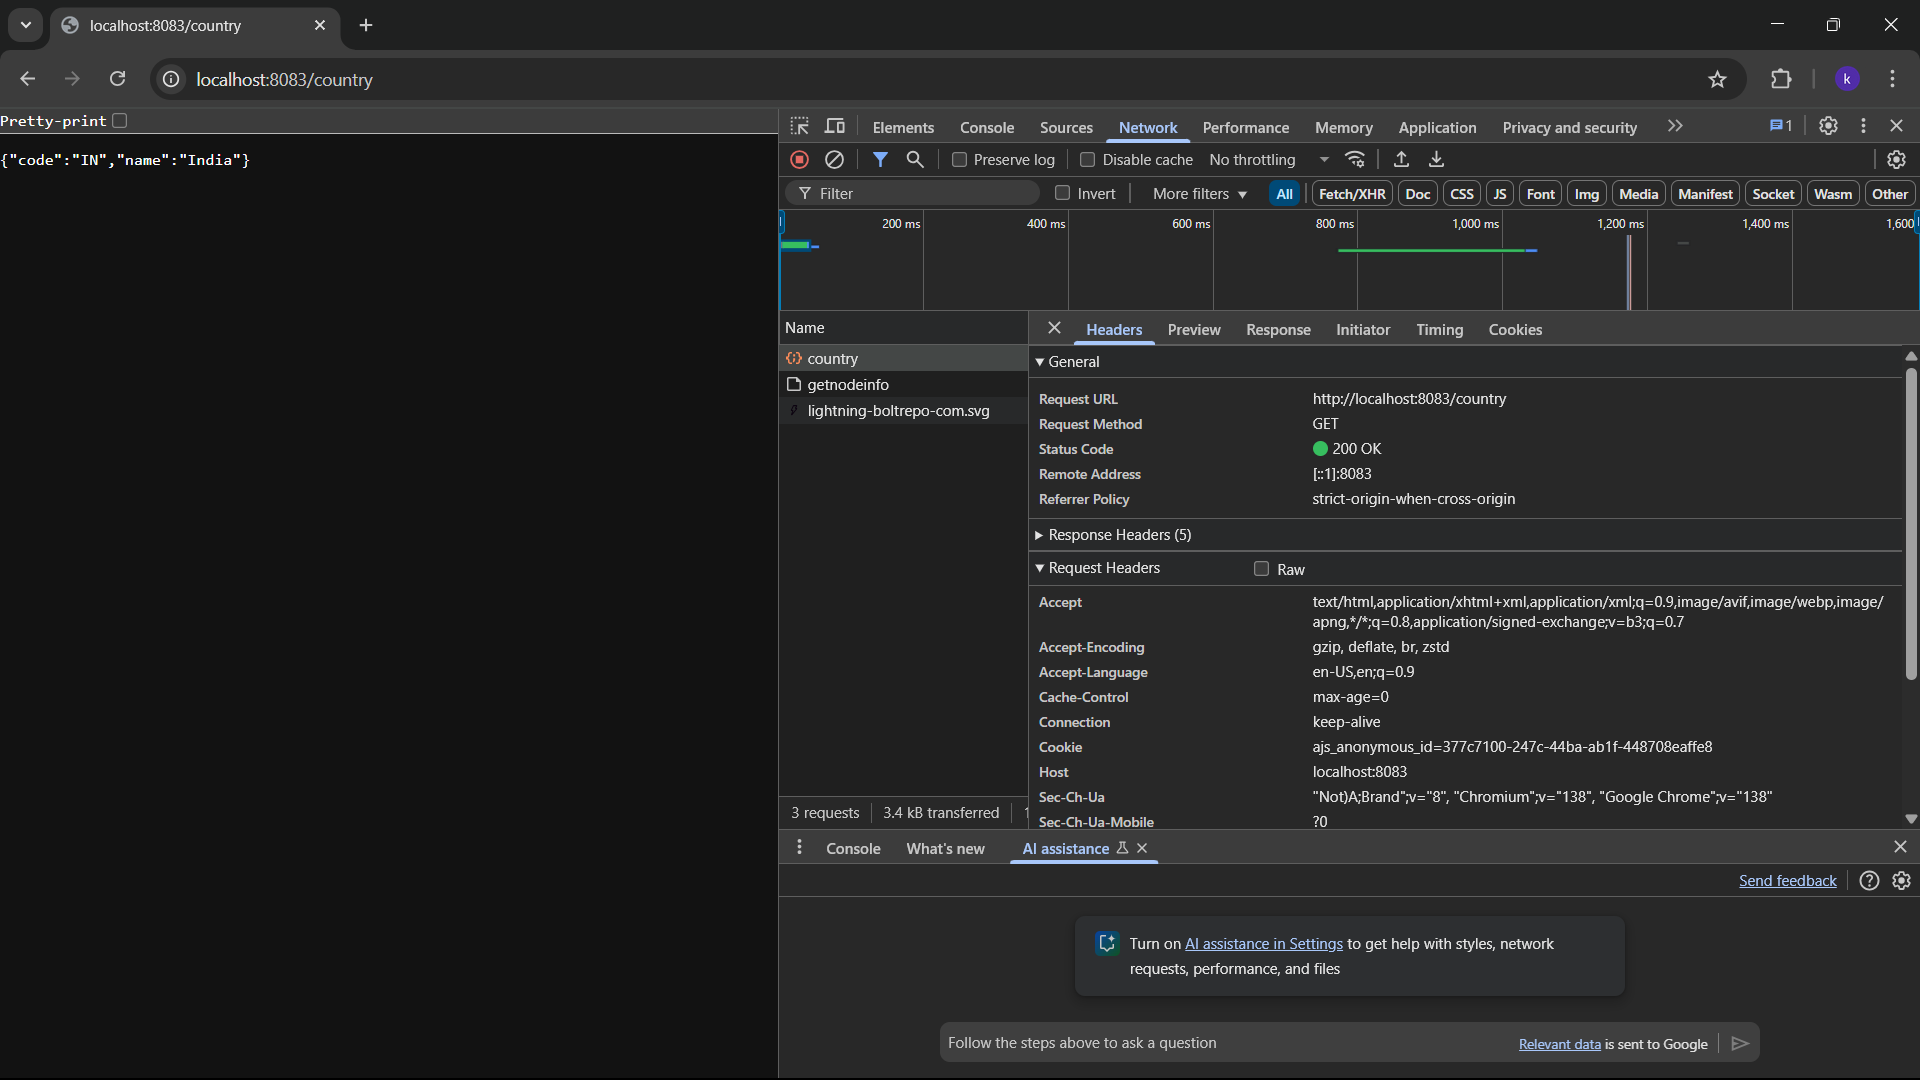 localhost:8083/country
localhost:8083/country
k
Pretty-print
{"code":"IN","name":"India"}
Elements Console Sources Network Performance Memory Application Privacy and security 1
Preserve log Disable cache No throttling
Filter Invert More filters All Fetch/XHR Doc CSS JS Font Img Media Manifest Socket Wasm Other
200 ms 400 ms 600 ms 800 ms 1,000 ms 1,200 ms 1,400 ms 1,600
Name
country
getnodeinfo
lightning-boltrepo-com.svg
3 requests 3.4 kB transferred
Headers Preview Response Initiator Timing Cookies
General
Request URL http://localhost:8083/country
Request Method GET
Status Code 200 OK
Remote Address [::1]:8083
Referrer Policy strict-origin-when-cross-origin
Response Headers (5)
Request Headers Raw
Accept text/html,application/xhtml+xml,application/xml;q=0.9,image/avif,image/webp,image/
apng,*/*;q=0.8,application/signed-exchange;v=b3;q=0.7
Accept-Encoding gzip, deflate, br, zstd
Accept-Language en-US,en;q=0.9
Cache-Control max-age=0
Connection keep-alive
Cookie ajs_anonymous_id=377c7100-247c-44ba-ab1f-448708eaffe8
Host localhost:8083
Sec-Ch-Ua "Not)A;Brand";v="8", "Chromium";v="138", "Google Chrome";v="138"
Sec-Ch-Ua-Mobile ?0
Console What's new AI assistance
Send feedback
Turn on AI assistance in Settings to get help with styles, network
requests, performance, and files
Follow the steps above to ask a question Relevant data is sent to Google